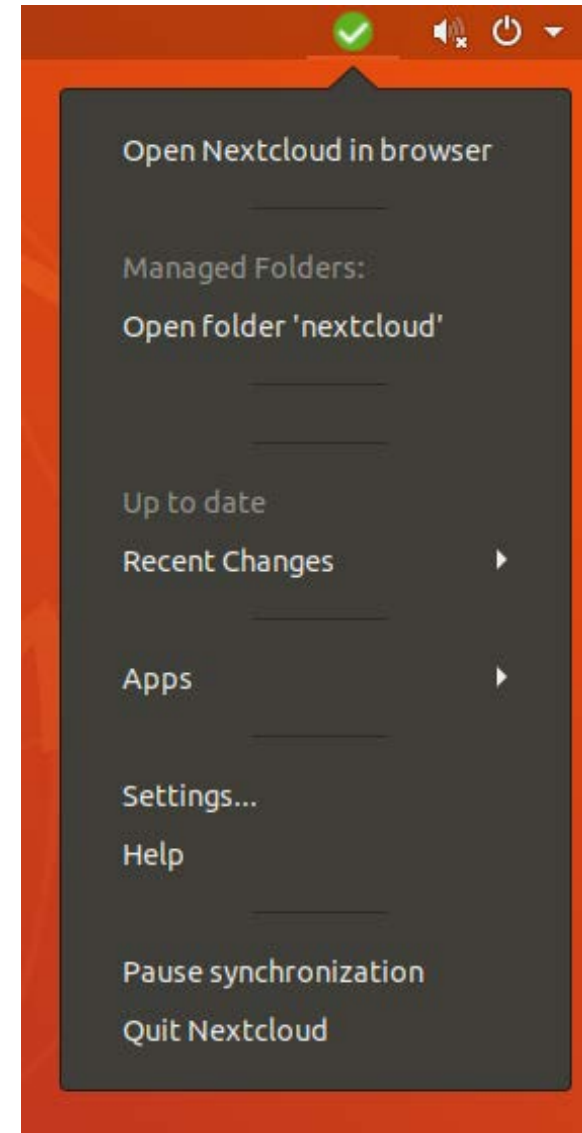 Open Nextcloud in browser
Managed Folders:
Open folder 'nextcloud'
Up to date
Recent Changes
Apps
Settings...
Help
Pause synchronization
Quit Nextcloud